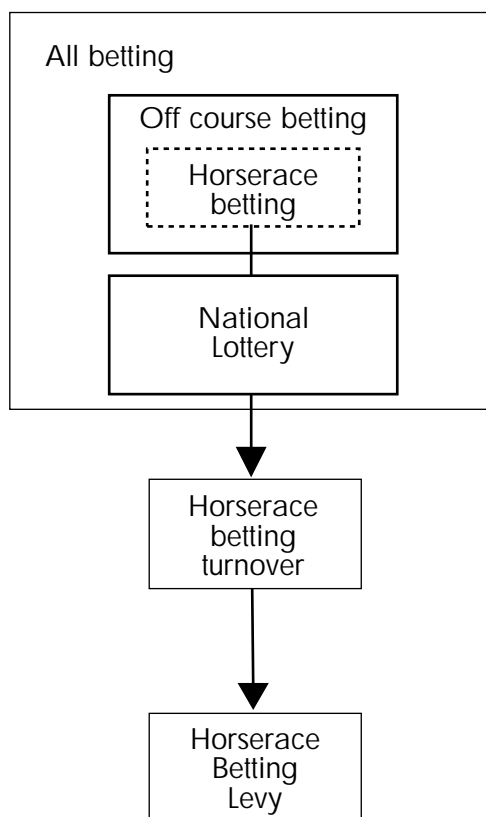 All betting
Off course betting
Horserace
betting
National
Lottery
Horserace
betting
turnover
Horserace
Betting
Levy